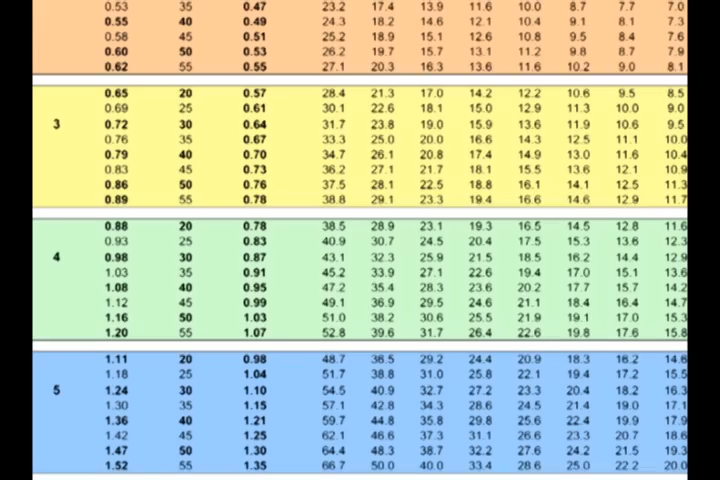 0.53 35 0.47 23.2 17.4 13.9 11.6 10.0 8.7 7.7 7.0
0.55 40 0.49 24.3 18.2 14.6 12.1 10.4 9.1 8.1 7.3
0.58 45 0.51 25.2 18.9 15.1 12.6 10.8 9.5 8.4 7.6
0.60 50 0.53 26.2 19.7 15.7 13.1 11.2 9.8 8.7 7.9
0.62 55 0.55 27.1 20.3 16.3 13.6 11.6 10.2 9.0 8.1
0.65 20 0.57 28.4 21.3 17.0 14.2 12.2 10.6 9.5 8.5
0.69 25 0.61 30.1 22.6 18.1 15.0 12.9 11.3 10.0 9.0
3 0.72 30 0.64 31.7 23.8 19.0 15.9 13.6 11.9 10.6 9.5
0.76 35 0.67 33.3 25.0 20.0 16.6 14.3 12.5 11.1 10.0
0.79 40 0.70 34.7 26.1 20.8 17.4 14.9 13.0 11.6 10.4
0.83 45 0.73 36.2 27.1 21.7 18.1 15.5 13.6 12.1 10.9
0.86 50 0.76 37.5 28.1 22.5 18.8 16.1 14.1 12.5 11.3
0.89 55 0.78 38.8 29.1 23.3 19.4 16.6 14.6 12.9 11.7
0.88 20 0.78 38.5 28.9 23.1 19.3 16.5 14.5 12.8 11.6
0.93 25 0.83 40.9 30.7 24.5 20.4 17.5 15.3 13.6 12.3
4 0.98 30 0.87 43.1 32.3 25.9 21.5 18.5 16.2 14.4 12.9
1.03 35 0.91 45.2 33.9 27.1 22.6 19.4 17.0 15.1 13.6
1.08 40 0.95 47.2 35.4 28.3 23.6 20.2 17.7 15.7 14.2
1.12 45 0.99 49.1 36.9 29.5 24.6 21.1 18.4 16.4 14.7
1.16 50 1.03 51.0 38.2 30.6 25.5 21.9 19.1 17.0 15.3
1.20 55 1.07 52.8 39.6 31.7 26.4 22.6 19.8 17.6 15.8
1.11 20 0.98 48.7 36.5 29.2 24.4 20.9 18.3 16.2 14.6
1.18 25 1.04 51.7 38.8 31.0 25.8 22.1 19.4 17.2 15.5
5 1.24 30 1.10 54.5 40.9 32.7 27.2 23.3 20.4 18.2 16.3
1.30 35 1.15 57.1 42.8 34.3 28.6 24.5 21.4 19.0 17.1
1.36 40 1.21 59.7 44.8 35.8 29.8 25.6 22.4 19.9 17.9
1.42 45 1.25 62.1 46.6 37.3 31.1 26.6 23.3 20.7 18.6
1.47 50 1.30 64.4 48.3 38.7 32.2 27.6 24.2 21.5 19.3
1.52 55 1.35 66.7 50.0 40.0 33.4 28.6 25.0 22.2 20.0